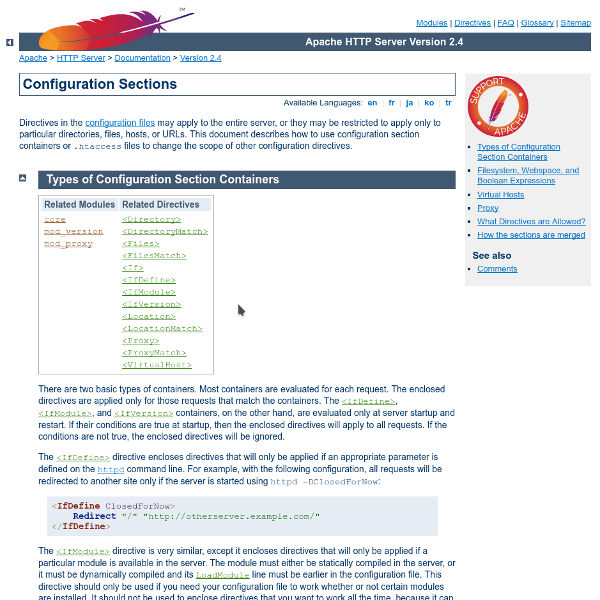 Modules | Directives | FAQ | Glossary | Sitemap
Apache HTTP Server Version 2.4
Apache > HTTP Server > Documentation > Version 2.4
Configuration Sections
Available Languages: en | fr | ja | ko | tr
Directives in the configuration files may apply to the entire server, or they may be restricted to apply only to
particular directories, files, hosts, or URLs. This document describes how to use configuration section
containers or .htaccess files to change the scope of other configuration directives.
SUPPORT
APACHE
Types of Configuration
Section Containers
Filesystem, Webspace, and
Boolean Expressions
Virtual Hosts
Proxy
What Directives are Allowed?
How the sections are merged
See also
Comments
Types of Configuration Section Containers
Related Modules Related Directives
core <Directory>
mod_version <DirectoryMatch>
mod_proxy <Files>
<FilesMatch>
<If>
<IfDefine>
<IfModule>
<IfVersion>
<Location>
<LocationMatch>
<Proxy>
<ProxyMatch>
<VirtualHost>
There are two basic types of containers. Most containers are evaluated for each request. The enclosed
directives are applied only for those requests that match the containers. The <IfDefine>,
<IfModule>, and <IfVersion> containers, on the other hand, are evaluated only at server startup and
restart. If their conditions are true at startup, then the enclosed directives will apply to all requests. If the
conditions are not true, the enclosed directives will be ignored.
The <IfDefine> directive encloses directives that will only be applied if an appropriate parameter is
defined on the httpd command line. For example, with the following configuration, all requests will be
redirected to another site only if the server is started using httpd -DClosedForNow:
<IfDefine ClosedForNow>
Redirect "/" "http://otherserver.example.com/"
</IfDefine>
The <IfModule> directive is very similar, except it encloses directives that will only be applied if a
particular module is available in the server. The module must either be statically compiled in the server, or
it must be dynamically compiled and its LoadModule line must be earlier in the configuration file. This
directive should only be used if you need your configuration file to work whether or not certain modules
are installed. It should not be used to enclose directives that you want to work all the time, because it can